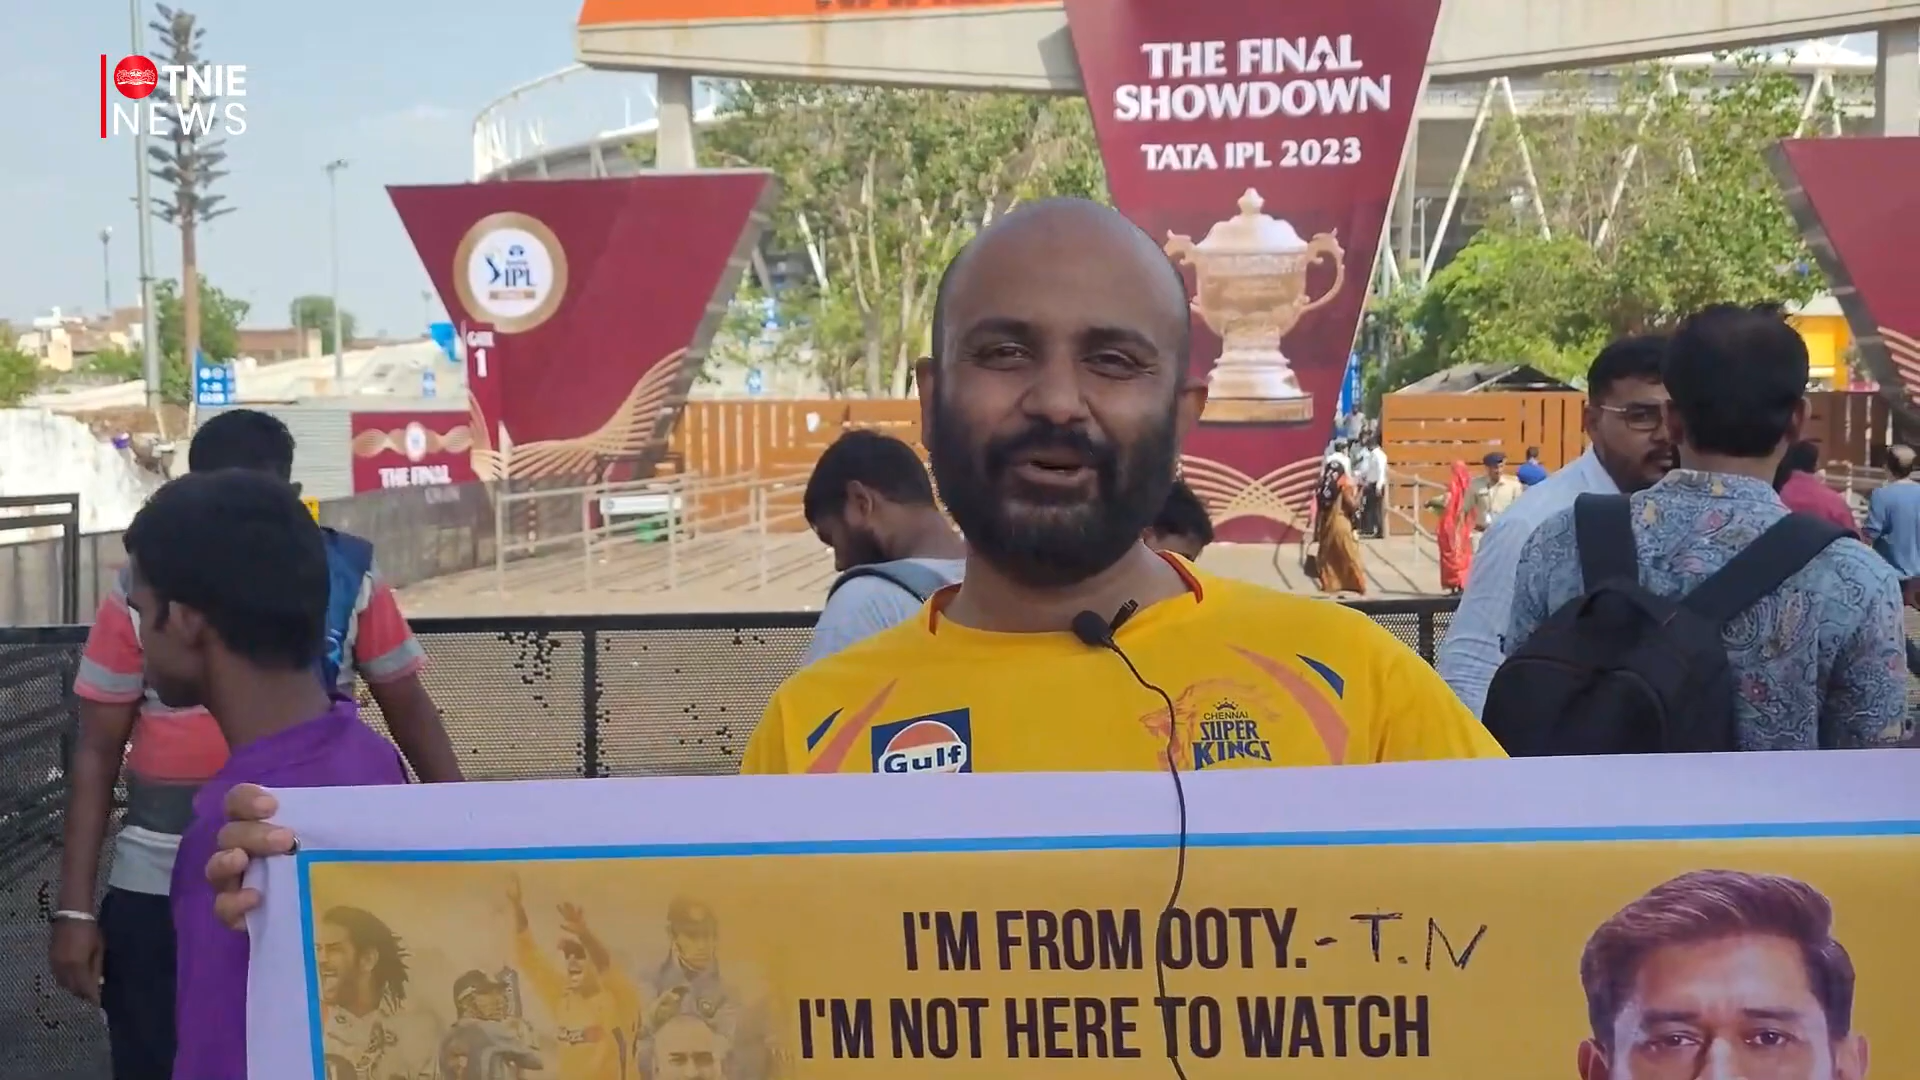 TNIE
NEWS
THE FINAL
SHOWDOWN
TATA IPL 2023
IPL
GATE
1
THE FINAL
Gulf
CHENNAI
SUPER
KINGS
I'M FROM OOTY.-T.N
I'M NOT HERE TO WATCH